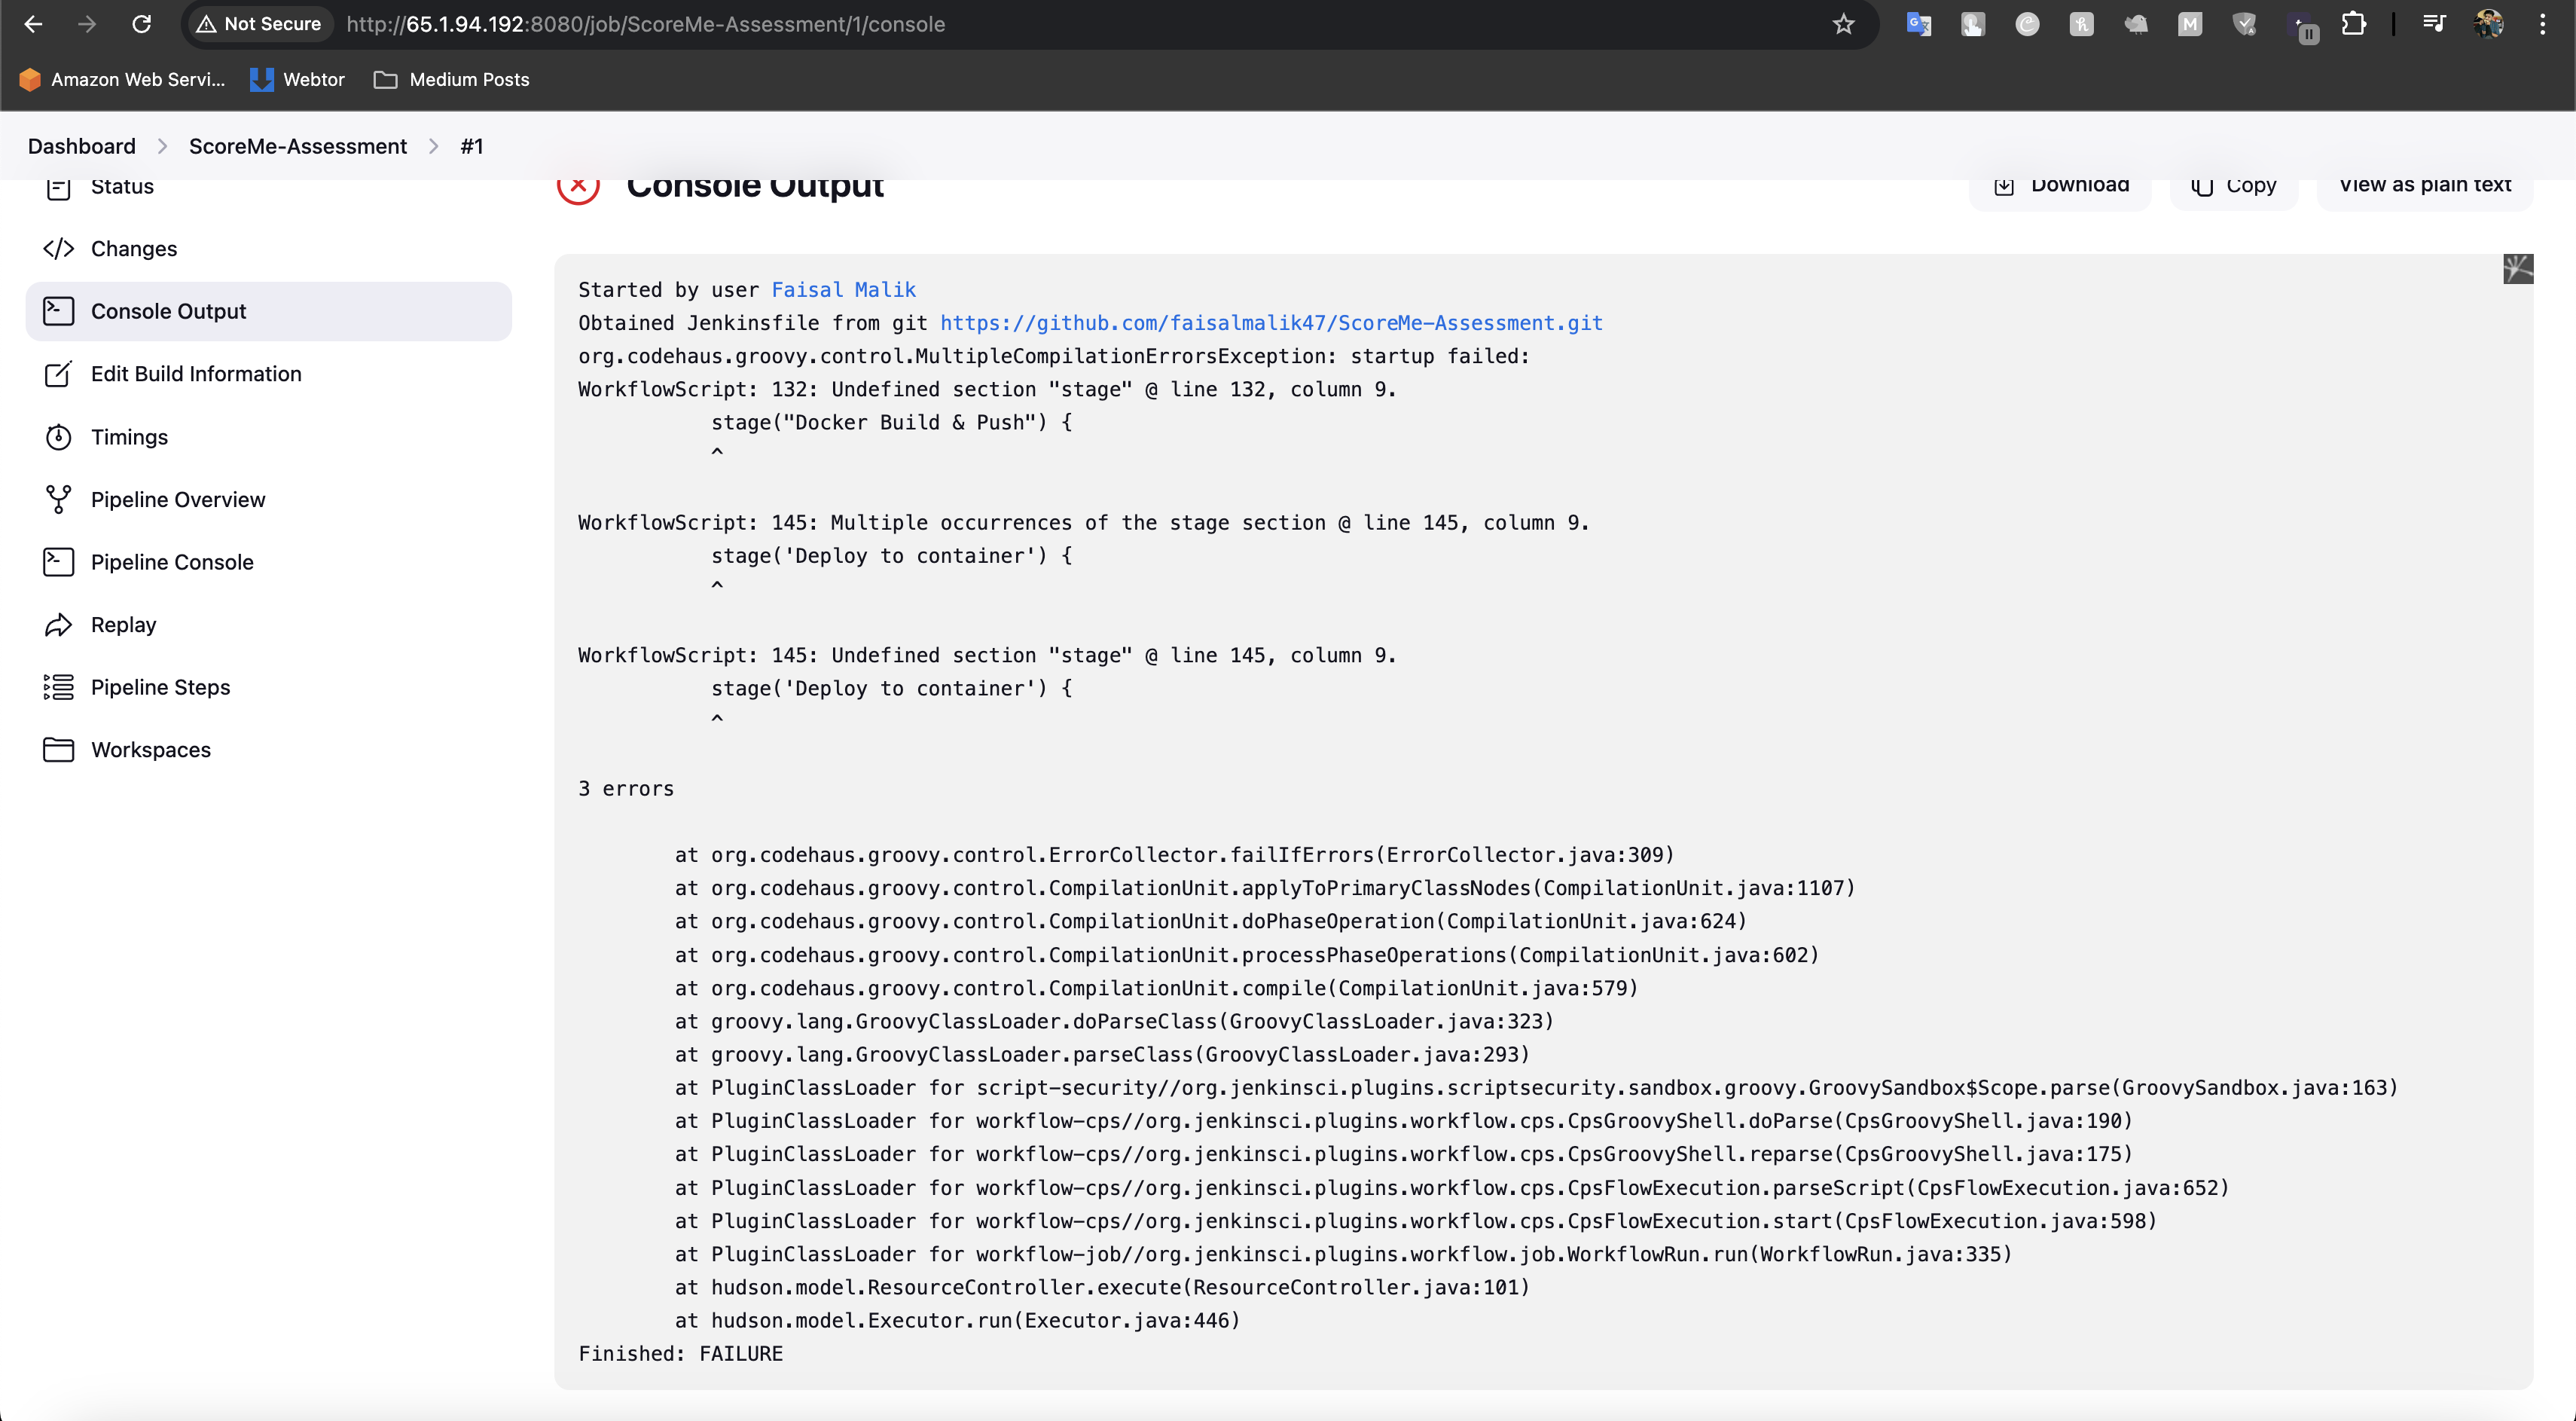 Not Secure http://65.1.94.192:8080/job/ScoreMe-Assessment/1/console
Amazon Web Servi... Webtor Medium Posts
Dashboard > ScoreMe-Assessment > #1
Status
Changes
Console Output
Edit Build Information
Timings
Pipeline Overview
Pipeline Console
Replay
Pipeline Steps
Workspaces
Console Output
Download Copy View as plain text
Started by user Faisal Malik
Obtained Jenkinsfile from git https://github.com/faisalmalik47/ScoreMe-Assessment.git
org.codehaus.groovy.control.MultipleCompilationErrorsException: startup failed:
WorkflowScript: 132: Undefined section "stage" @ line 132, column 9.
stage("Docker Build & Push") {
^
WorkflowScript: 145: Multiple occurrences of the stage section @ line 145, column 9.
stage('Deploy to container') {
^
WorkflowScript: 145: Undefined section "stage" @ line 145, column 9.
stage('Deploy to container') {
^
3 errors
at org.codehaus.groovy.control.ErrorCollector.failIfErrors(ErrorCollector.java:309)
at org.codehaus.groovy.control.CompilationUnit.applyToPrimaryClassNodes(CompilationUnit.java:1107)
at org.codehaus.groovy.control.CompilationUnit.doPhaseOperation(CompilationUnit.java:624)
at org.codehaus.groovy.control.CompilationUnit.processPhaseOperations(CompilationUnit.java:602)
at org.codehaus.groovy.control.CompilationUnit.compile(CompilationUnit.java:579)
at groovy.lang.GroovyClassLoader.doParseClass(GroovyClassLoader.java:323)
at groovy.lang.GroovyClassLoader.parseClass(GroovyClassLoader.java:293)
at PluginClassLoader for script-security//org.jenkinsci.plugins.scriptsecurity.sandbox.groovy.GroovySandbox$Scope.parse(GroovySandbox.java:163)
at PluginClassLoader for workflow-cps//org.jenkinsci.plugins.workflow.cps.CpsGroovyShell.doParse(CpsGroovyShell.java:190)
at PluginClassLoader for workflow-cps//org.jenkinsci.plugins.workflow.cps.CpsGroovyShell.reparse(CpsGroovyShell.java:175)
at PluginClassLoader for workflow-cps//org.jenkinsci.plugins.workflow.cps.CpsFlowExecution.parseScript(CpsFlowExecution.java:652)
at PluginClassLoader for workflow-cps//org.jenkinsci.plugins.workflow.cps.CpsFlowExecution.start(CpsFlowExecution.java:598)
at PluginClassLoader for workflow-job//org.jenkinsci.plugins.workflow.job.WorkflowRun.run(WorkflowRun.java:335)
at hudson.model.ResourceController.execute(ResourceController.java:101)
at hudson.model.Executor.run(Executor.java:446)
Finished: FAILURE